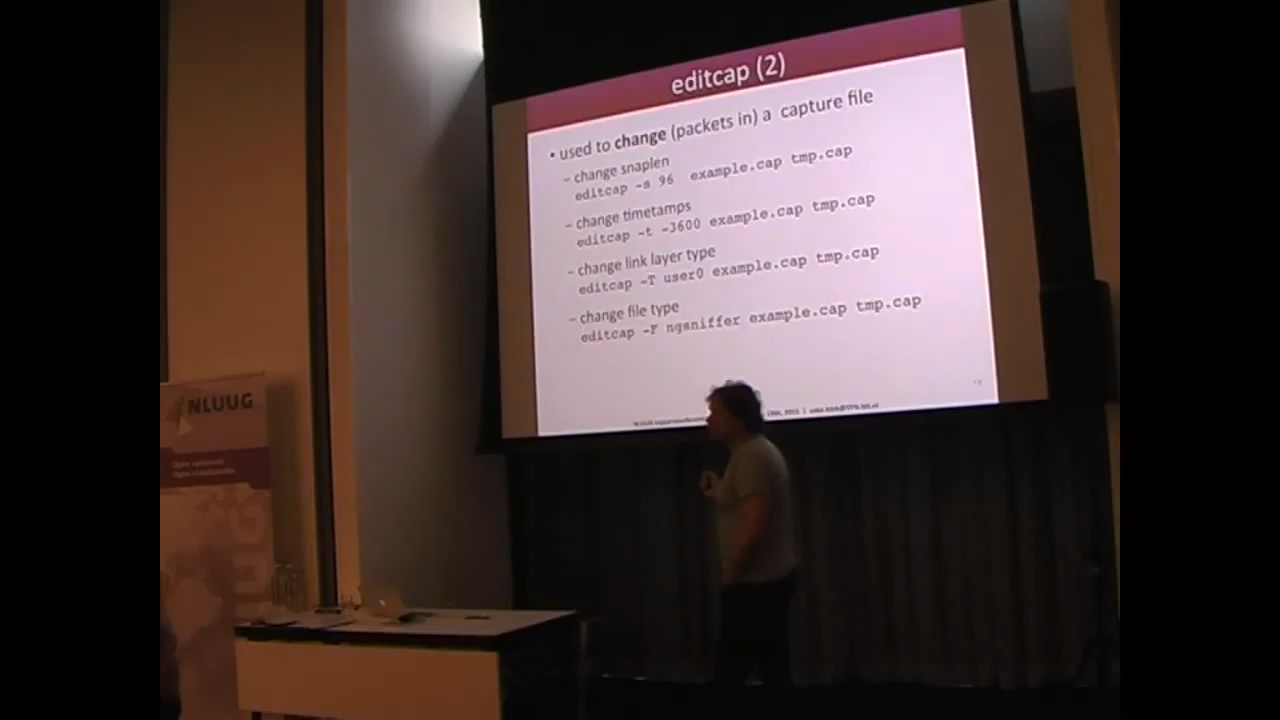 editcap (2)
• used to change (packets in) a capture file
– change snaplen
editcap -s 96 example.cap tmp.cap
– change timetamps
editcap -t -3600 example.cap tmp.cap
– change link layer type
editcap -T user0 example.cap tmp.cap
– change file type
editcap -F ngsniffer example.cap tmp.cap
NLUUG